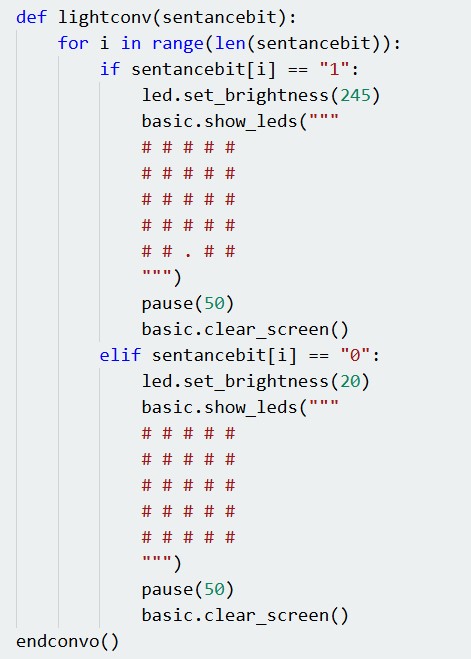 def lightconv(sentancebit):
    for i in range(len(sentancebit)):
        if sentancebit[i] == "1":
            led.set_brightness(245)
            basic.show_leds("""
            # # # # #
            # # # # #
            # # # # #
            # # # # #
            # # . # #
            """)
            pause(50)
            basic.clear_screen()
        elif sentancebit[i] == "0":
            led.set_brightness(20)
            basic.show_leds("""
            # # # # #
            # # # # #
            # # # # #
            # # # # #
            # # # # #
            """)
            pause(50)
            basic.clear_screen()
endconvo()